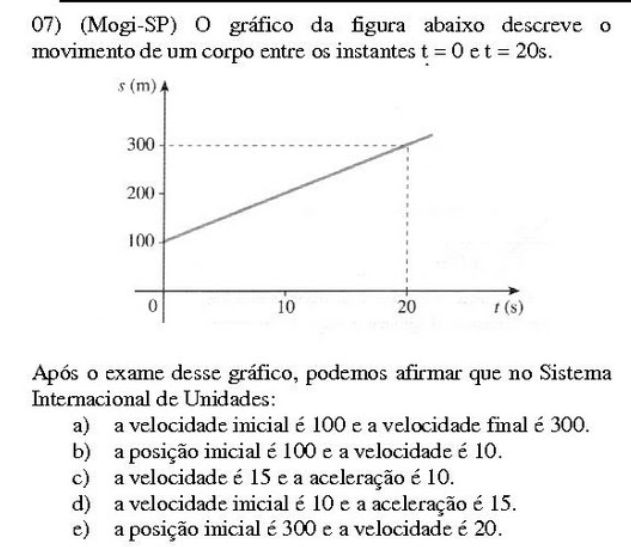 07) (Mogi-SP) O gráfico da figura abaixo descreve o
movimento de um corpo entre os instantes t = 0 e t = 20s.
s (m)
300
200
100
0
10
20
t (s)
Após o exame desse gráfico, podemos afirmar que no Sistema
Internacional de Unidades:
a) a velocidade inicial é 100 e a velocidade final é 300.
b) a posição inicial é 100 e a velocidade é 10.
c) a velocidade é 15 e a aceleração é 10.
d) a velocidade inicial é 10 e a aceleração é 15.
e) a posição inicial é 300 e a velocidade é 20.